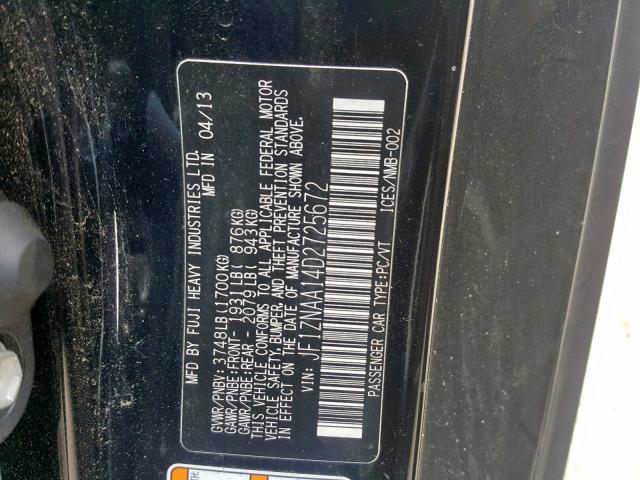 MFD BY FUJI HEAVY INDUSTRIES LTD.
MFD IN 04/13
GVWR/PNBV: 3748LB(1700KG)
GAWR/PNBE:FRONT- 1931LB( 876KG)
GAWR/PNBE:REAR - 2079LB( 943KG)
THIS VEHICLE CONFORMS TO ALL APPLICABLE FEDERAL MOTOR
VEHICLE SAFETY, BUMPER, AND THEFT PREVENTION STANDARDS
IN EFFECT ON THE DATE OF MANUFACTURE SHOWN ABOVE.
VIN: JF1ZNAA14D2725672
PASSENGER CAR TYPE:PC/VT
ICES/NMB-002